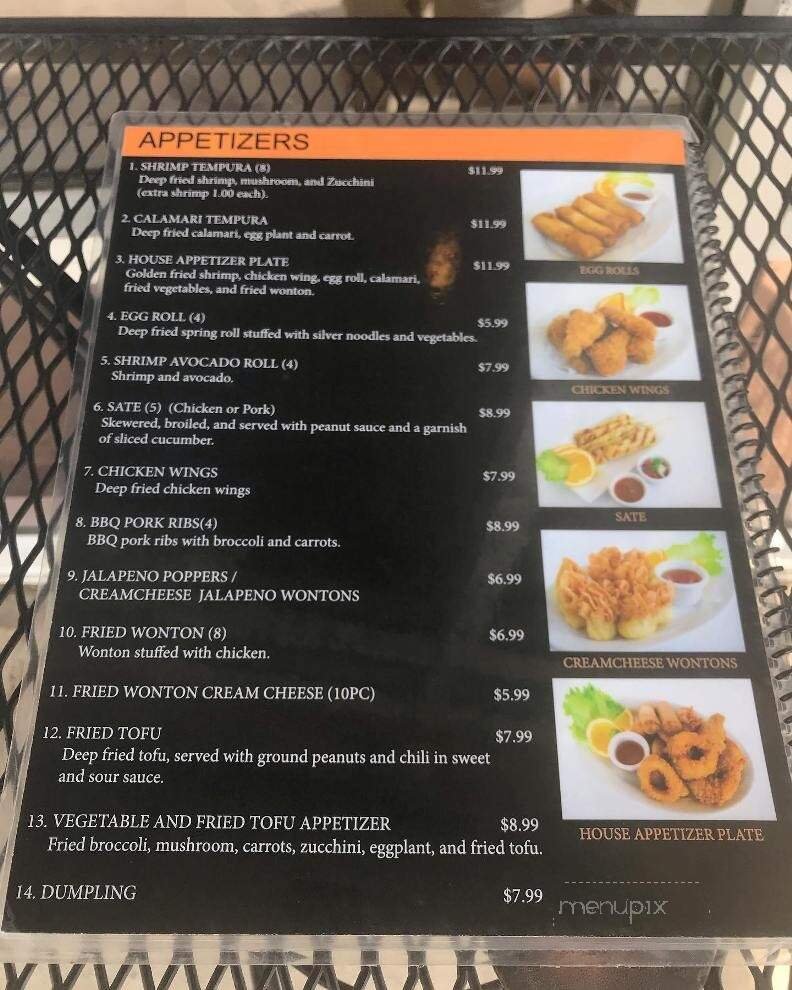 APPETIZERS
1. SHRIMP TEMPURA (8) $11.99
Deep fried shrimp, mushroom, and Zucchini
(extra shrimp 1.00 each).
2. CALAMARI TEMPURA $11.99
Deep fried calamari, egg plant and carrot.
3. HOUSE APPETIZER PLATE $11.99
Golden fried shrimp, chicken wing, egg roll, calamari,
fried vegetables, and fried wonton.
4. EGG ROLL (4) $5.99
Deep fried spring roll stuffed with silver noodles and vegetables.
5. SHRIMP AVOCADO ROLL (4) $7.99
Shrimp and avocado.
6. SATE (5) (Chicken or Pork) $8.99
Skewered, broiled, and served with peanut sauce and a garnish
of sliced cucumber.
7. CHICKEN WINGS $7.99
Deep fried chicken wings
8. BBQ PORK RIBS(4) $8.99
BBQ pork ribs with broccoli and carrots.
9. JALAPENO POPPERS / $6.99
CREAMCHEESE JALAPENO WONTONS
10. FRIED WONTON (8) $6.99
Wonton stuffed with chicken.
11. FRIED WONTON CREAM CHEESE (10PC) $5.99
12. FRIED TOFU $7.99
Deep fried tofu, served with ground peanuts and chili in sweet
and sour sauce.
13. VEGETABLE AND FRIED TOFU APPETIZER $8.99
Fried broccoli, mushroom, carrots, zucchini, eggplant, and fried tofu.
14. DUMPLING $7.99
EGG ROLLS
CHICKEN WINGS
SATE
CREAMCHEESE WONTONS
HOUSE APPETIZER PLATE
menupix